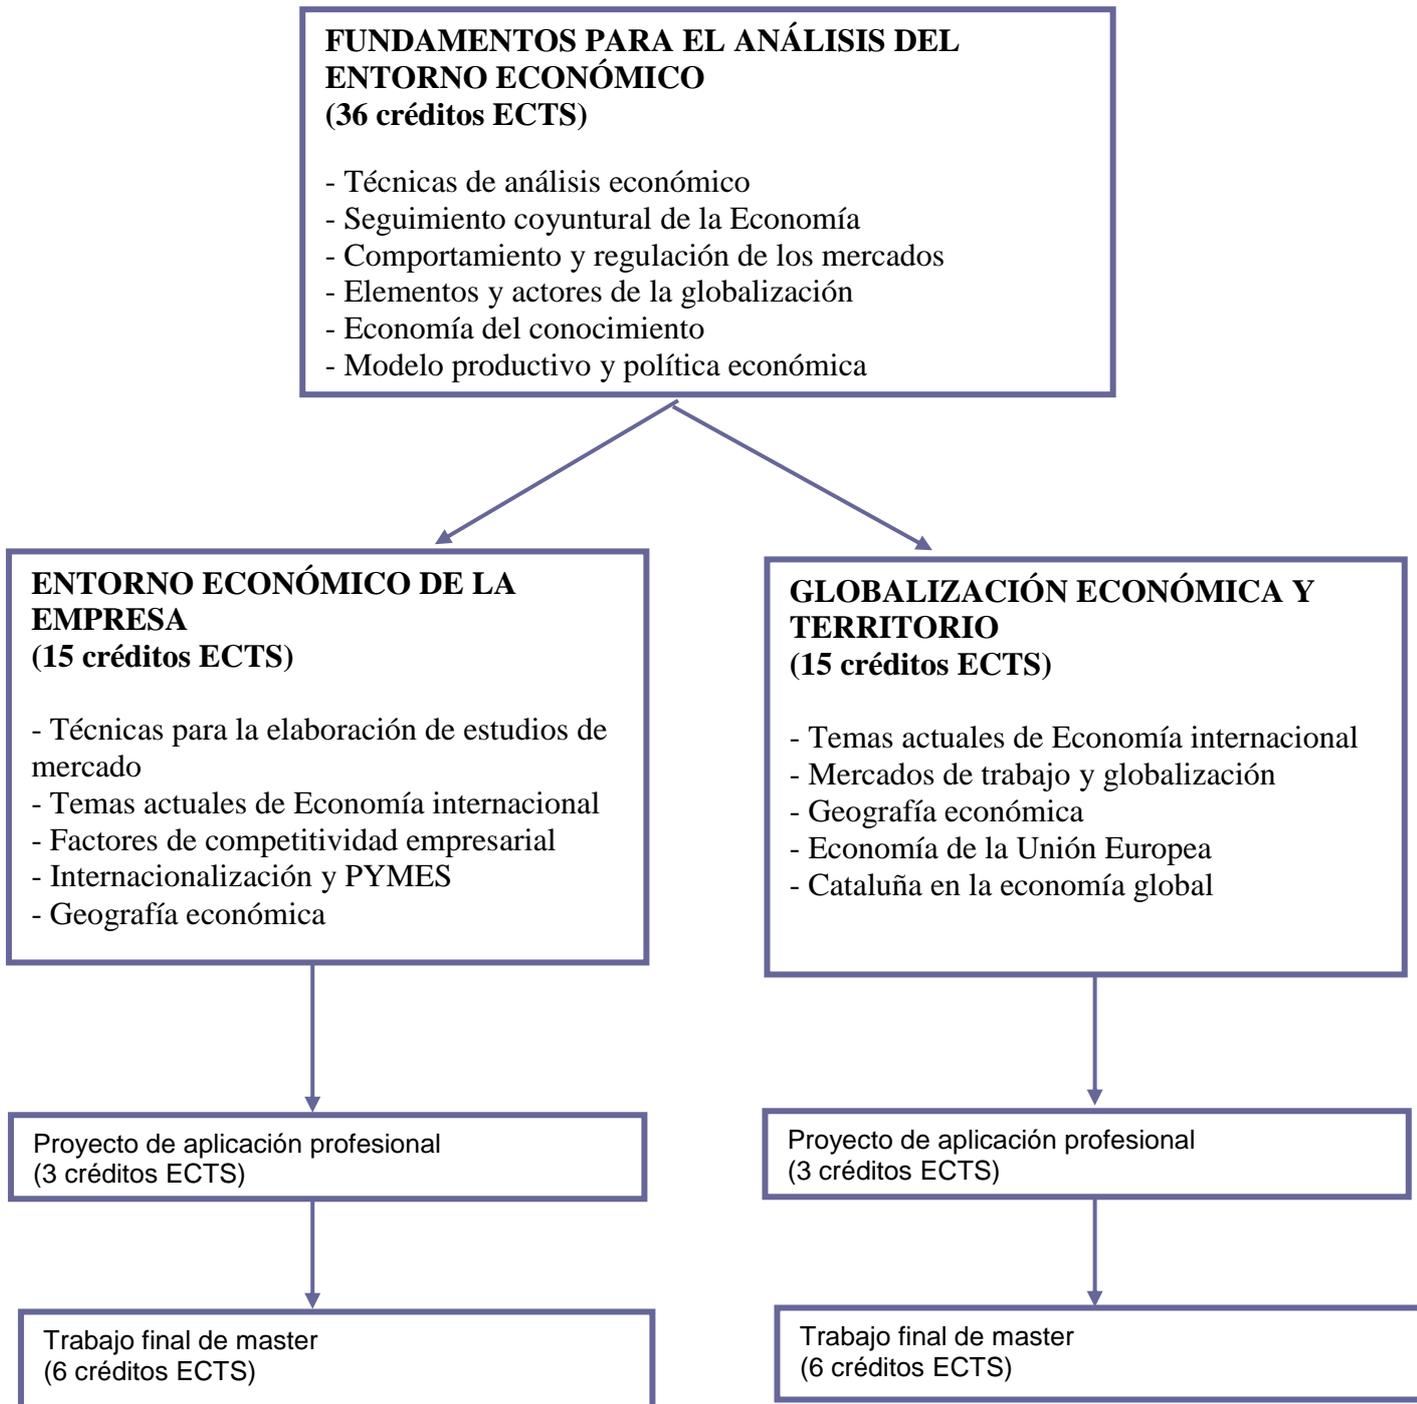 FUNDAMENTOS PARA EL ANÁLISIS DEL
ENTORNO ECONÓMICO
(36 créditos ECTS)
- Técnicas de análisis económico
- Seguimiento coyuntural de la Economía
- Comportamiento y regulación de los mercados
- Elementos y actores de la globalización
- Economía del conocimiento
- Modelo productivo y política económica
ENTORNO ECONÓMICO DE LA
EMPRESA
(15 créditos ECTS)
- Técnicas para la elaboración de estudios de
mercado
- Temas actuales de Economía internacional
- Factores de competitividad empresarial
- Internacionalización y PYMES
- Geografía económica
GLOBALIZACIÓN ECONÓMICA Y
TERRITORIO
(15 créditos ECTS)
- Temas actuales de Economía internacional
- Mercados de trabajo y globalización
- Geografía económica
- Economía de la Unión Europea
- Cataluña en la economía global
Proyecto de aplicación profesional
(3 créditos ECTS)
Proyecto de aplicación profesional
(3 créditos ECTS)
Trabajo final de master
(6 créditos ECTS)
Trabajo final de master
(6 créditos ECTS)